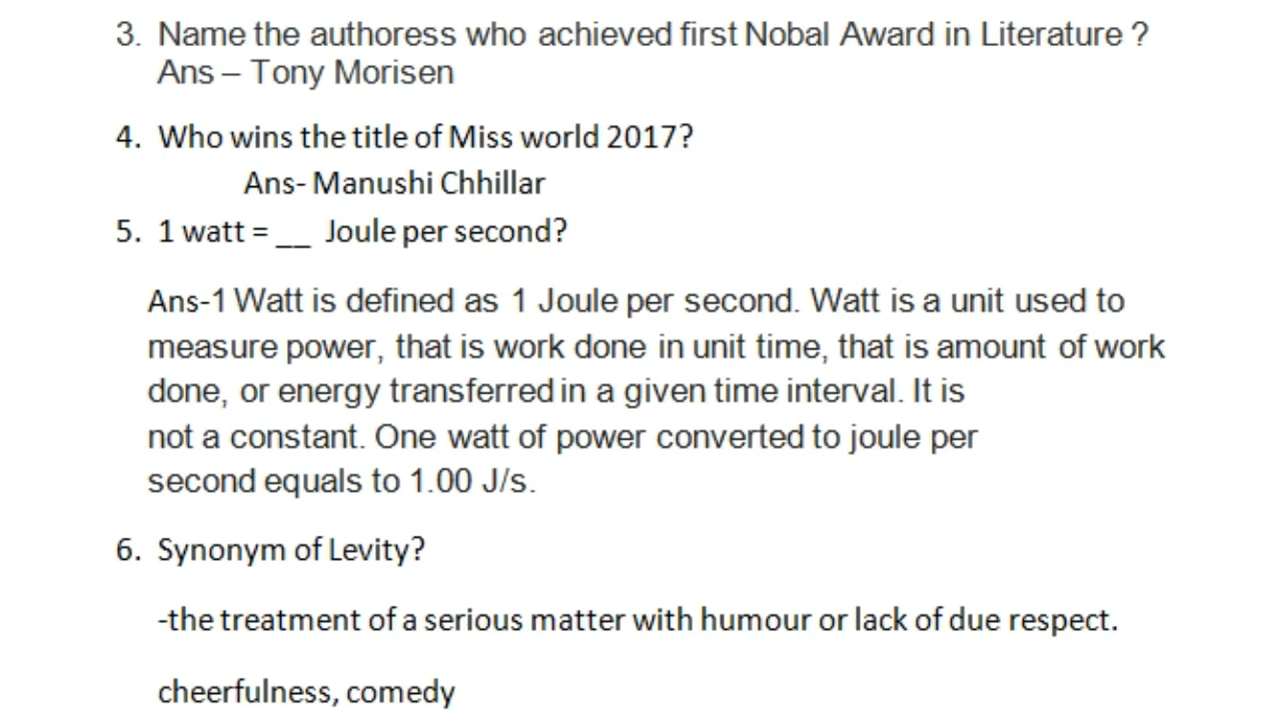 3. Name the authoress who achieved first Nobal Award in Literature ?
Ans – Tony Morisen
4. Who wins the title of Miss world 2017?
Ans- Manushi Chhillar
5. 1 watt = __ Joule per second?
Ans-1 Watt is defined as 1 Joule per second. Watt is a unit used to
measure power, that is work done in unit time, that is amount of work
done, or energy transferred in a given time interval. It is
not a constant. One watt of power converted to joule per
second equals to 1.00 J/s.
6. Synonym of Levity?
-the treatment of a serious matter with humour or lack of due respect.
cheerfulness, comedy